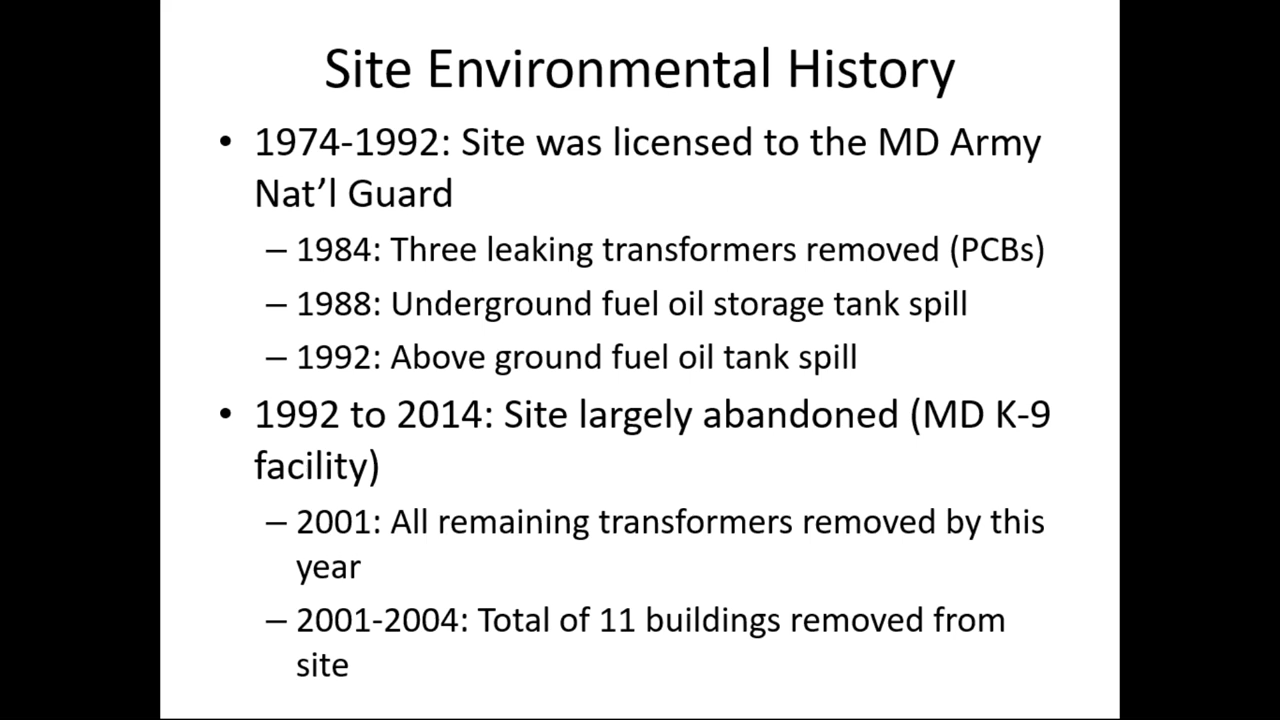 Site Environmental History
• 1974-1992: Site was licensed to the MD Army
Nat’l Guard
– 1984: Three leaking transformers removed (PCBs)
– 1988: Underground fuel oil storage tank spill
– 1992: Above ground fuel oil tank spill
• 1992 to 2014: Site largely abandoned (MD K-9
facility)
– 2001: All remaining transformers removed by this
year
– 2001-2004: Total of 11 buildings removed from
site